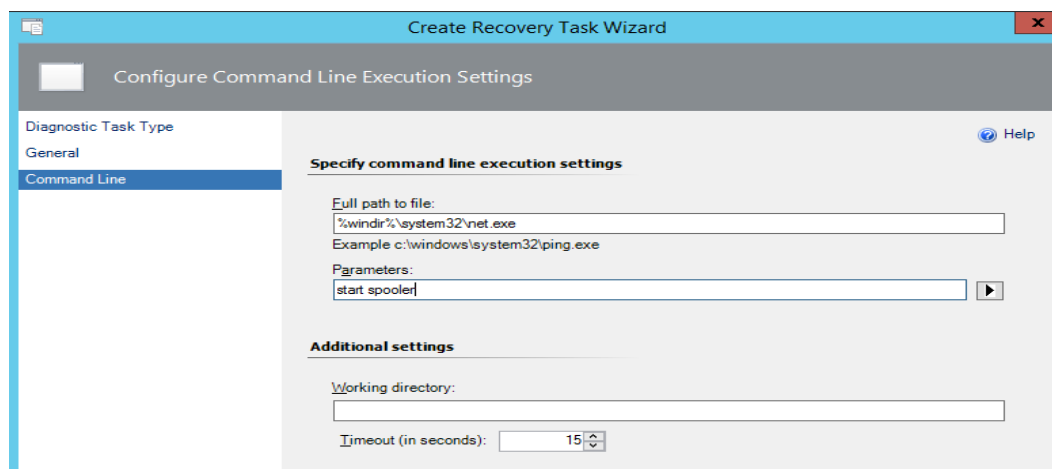 Create Recovery Task Wizard
Configure Command Line Execution Settings
Diagnostic Task Type
General
Command Line
Help
Specify command line execution settings
Full path to file:
%windir%\system32\net.exe
Example c:\windows\system32\ping.exe
Parameters:
start spooler
Additional settings
Working directory:
Timeout (in seconds): 15